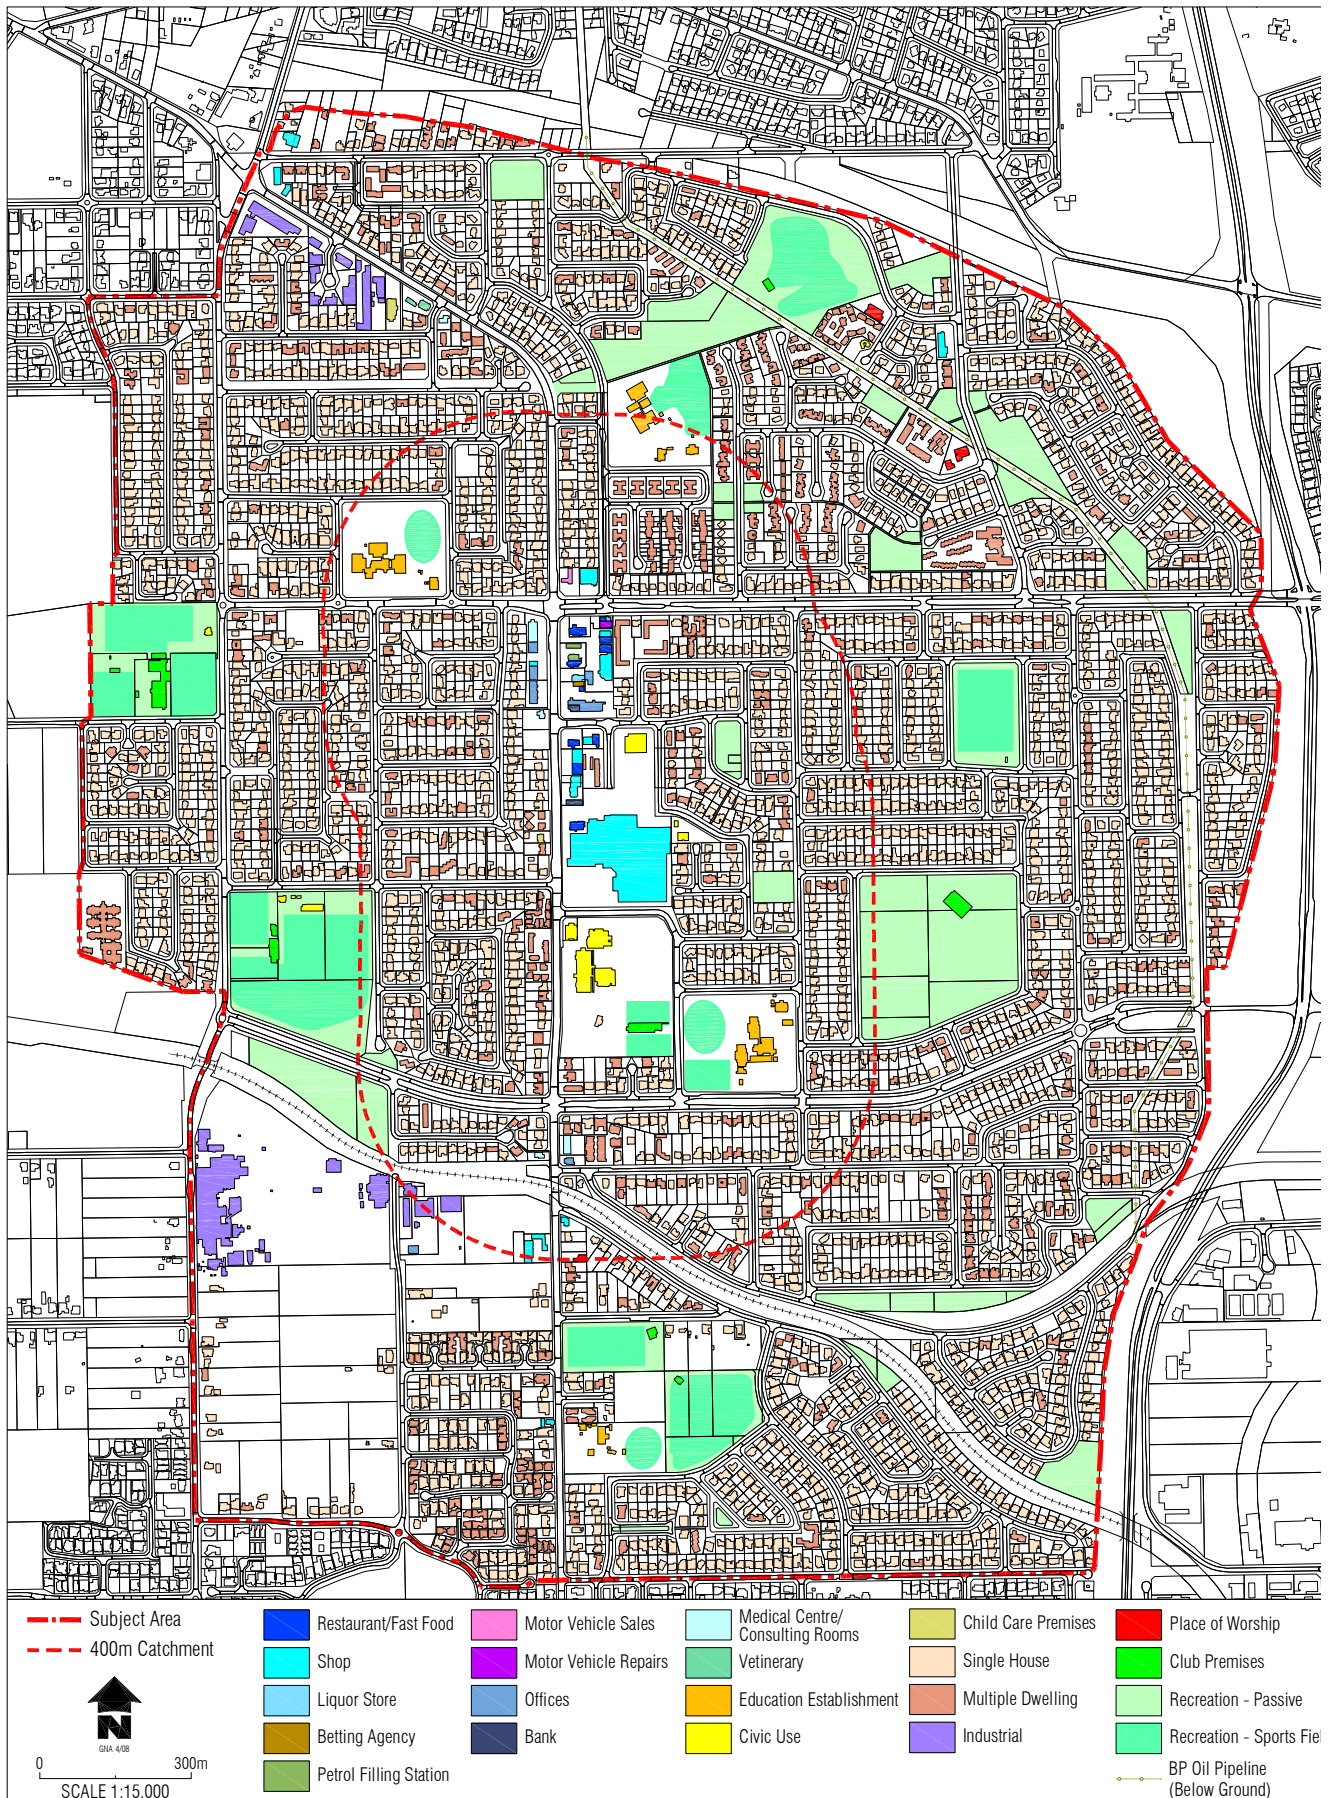 Subject Area
400m Catchment
N
GNA 4/08
0 300m
SCALE 1:15,000
Restaurant/Fast Food
Shop
Liquor Store
Betting Agency
Petrol Filling Station
Motor Vehicle Sales
Motor Vehicle Repairs
Offices
Bank
Medical Centre/
Consulting Rooms
Vetinerary
Education Establishment
Civic Use
Child Care Premises
Single House
Multiple Dwelling
Industrial
Place of Worship
Club Premises
Recreation - Passive
Recreation - Sports Fiel
BP Oil Pipeline
(Below Ground)